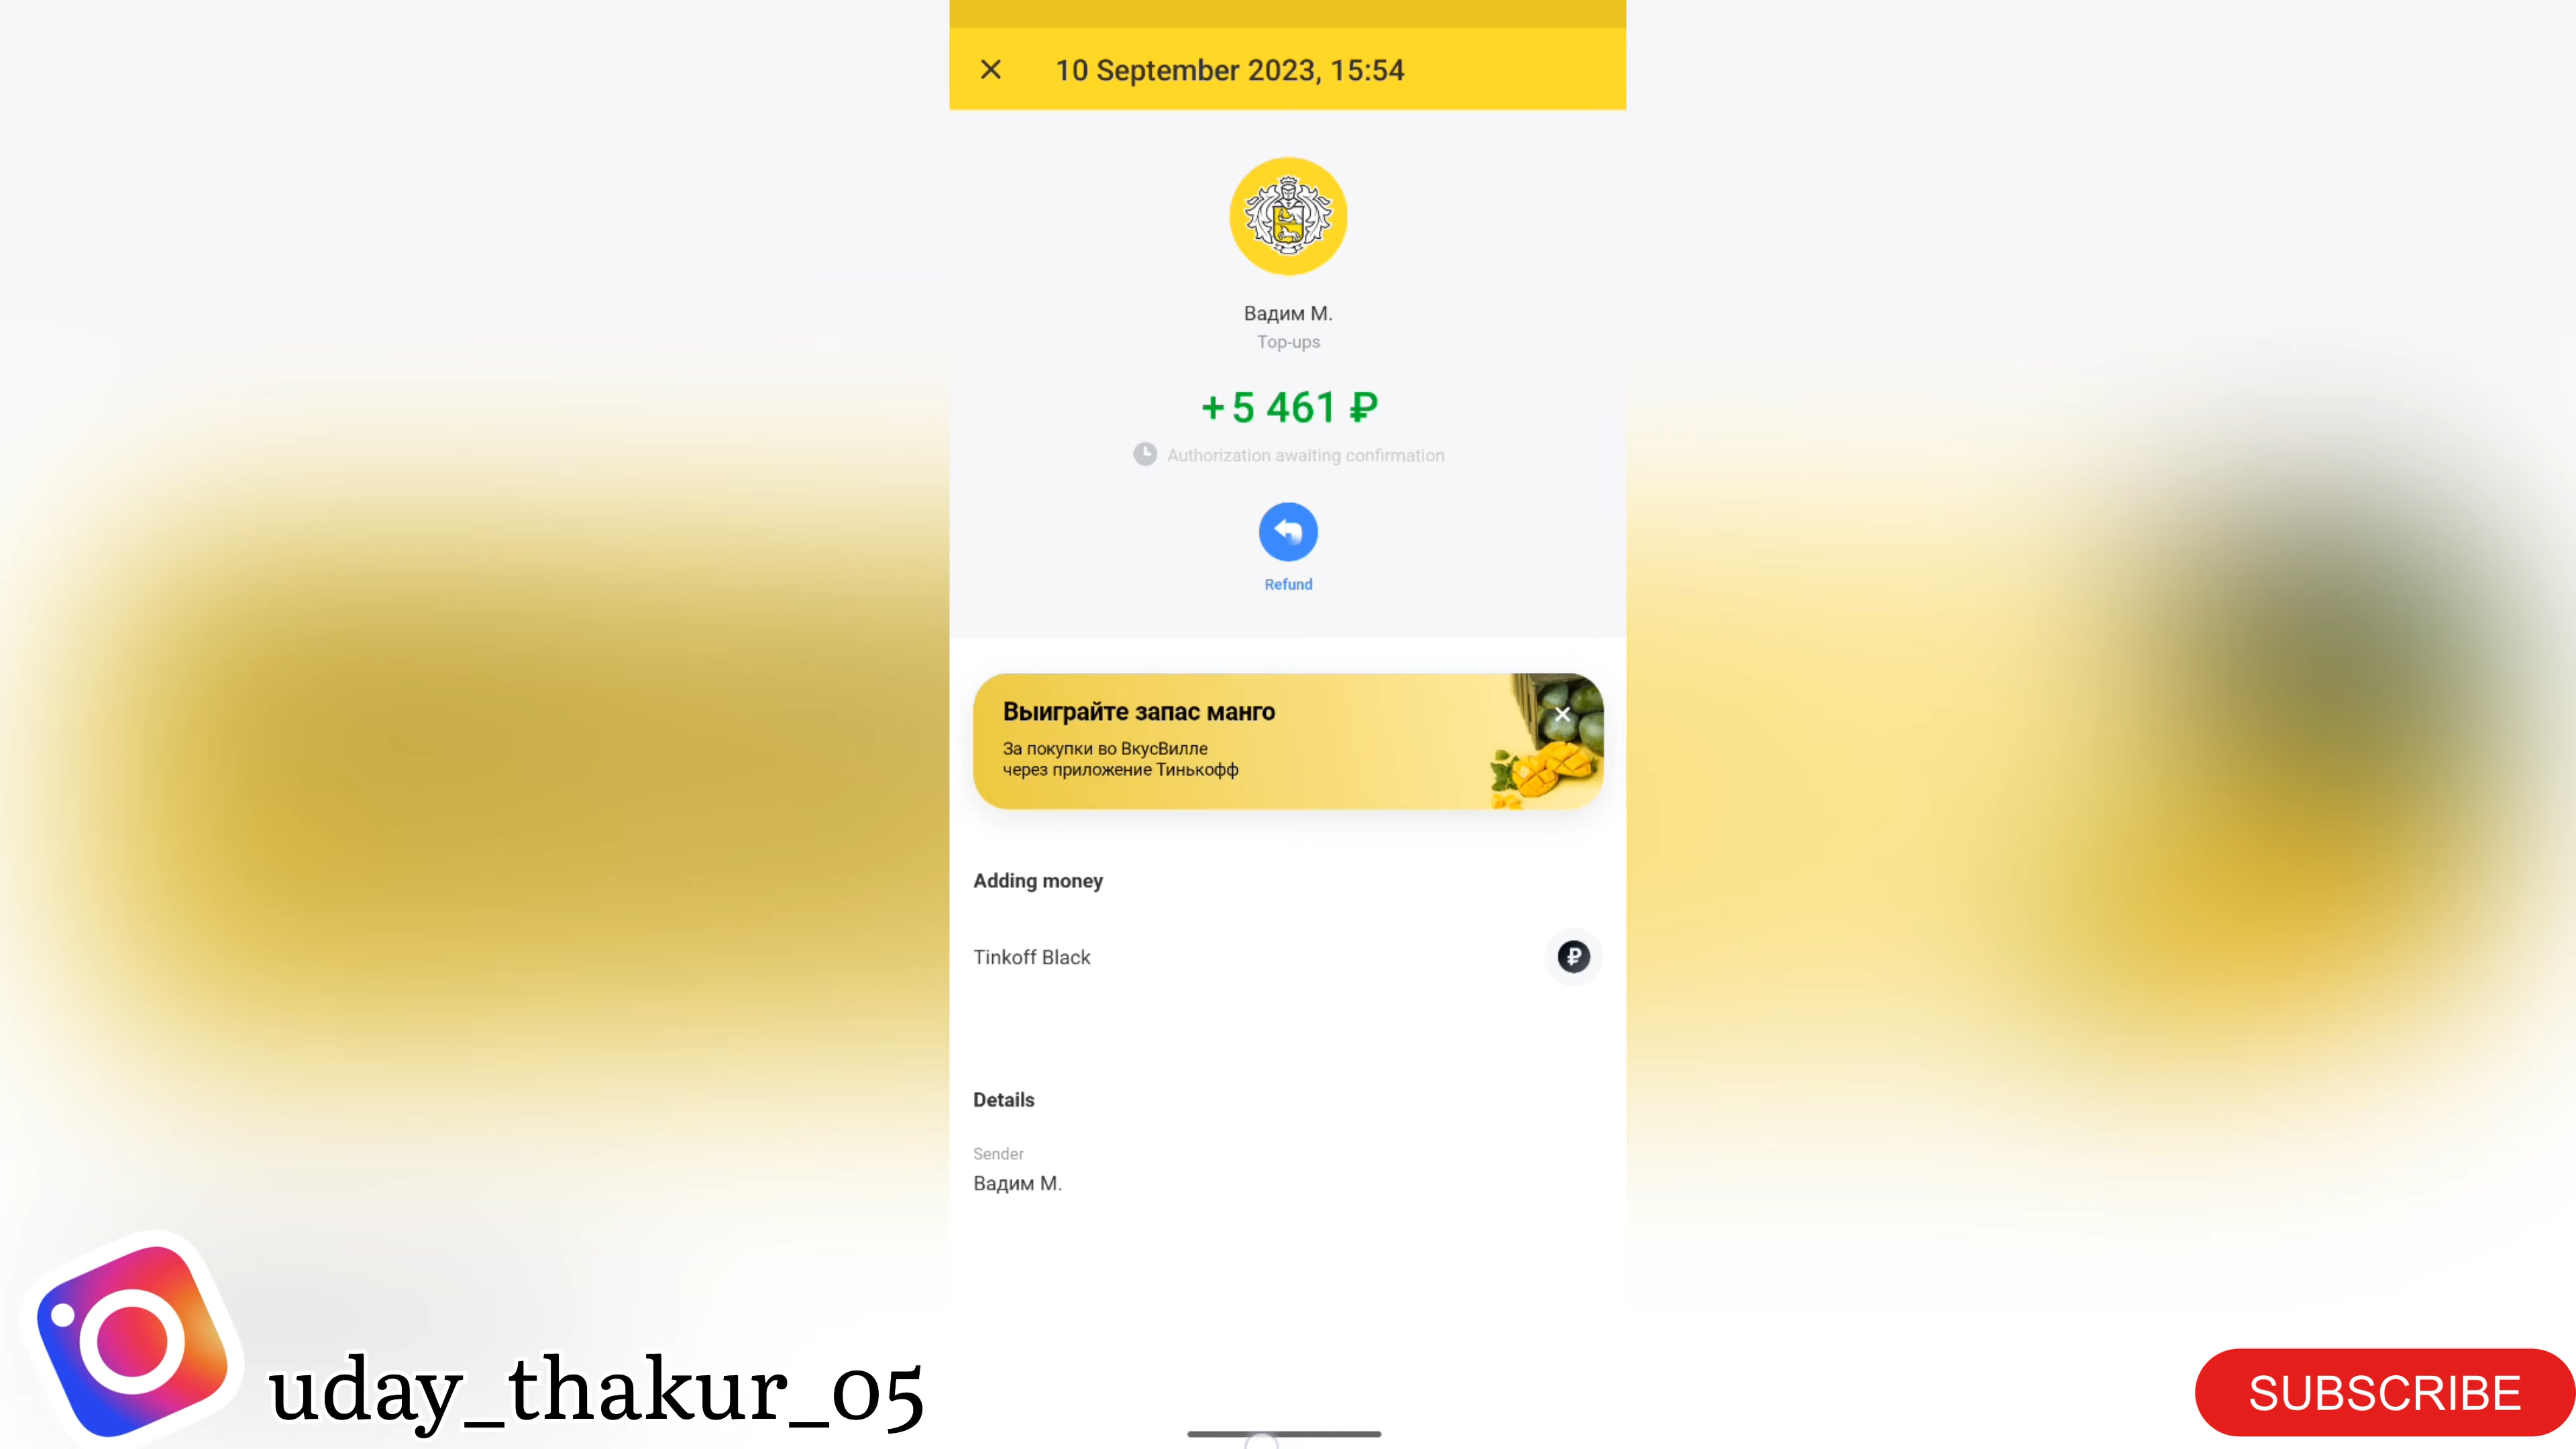 10 September 2023, 15:54
Вадим М.
Top-ups
+5 461 ₽
Authorization awaiting confirmation
Refund
Выиграйте запас манго
За покупки во ВкусВилле
через приложение Тинькофф
Adding money
Tinkoff Black
₽
Details
Sender
Вадим М.
uday_thakur_05
SUBSCRIBE